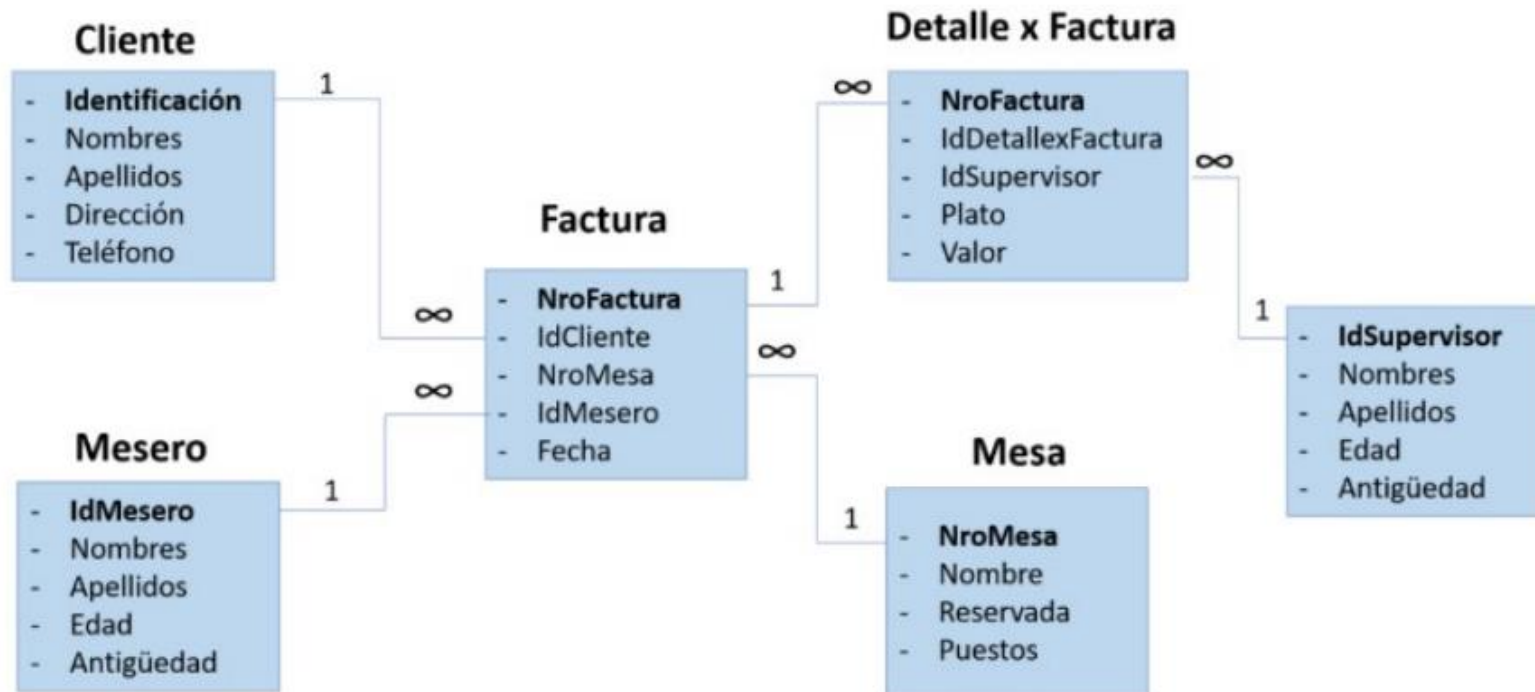 Cliente
- Identificación
- Nombres
- Apellidos
- Dirección
- Teléfono
1
∞
Mesero
- IdMesero
- Nombres
- Apellidos
- Edad
- Antigüedad
1
∞
Factura
- NroFactura
- IdCliente
- NroMesa
- IdMesero
- Fecha
1
∞
∞
1
Detalle x Factura
- NroFactura
- IdDetallexFactura
- IdSupervisor
- Plato
- Valor
∞
1
Mesa
- NroMesa
- Nombre
- Reservada
- Puestos
- IdSupervisor
- Nombres
- Apellidos
- Edad
- Antigüedad